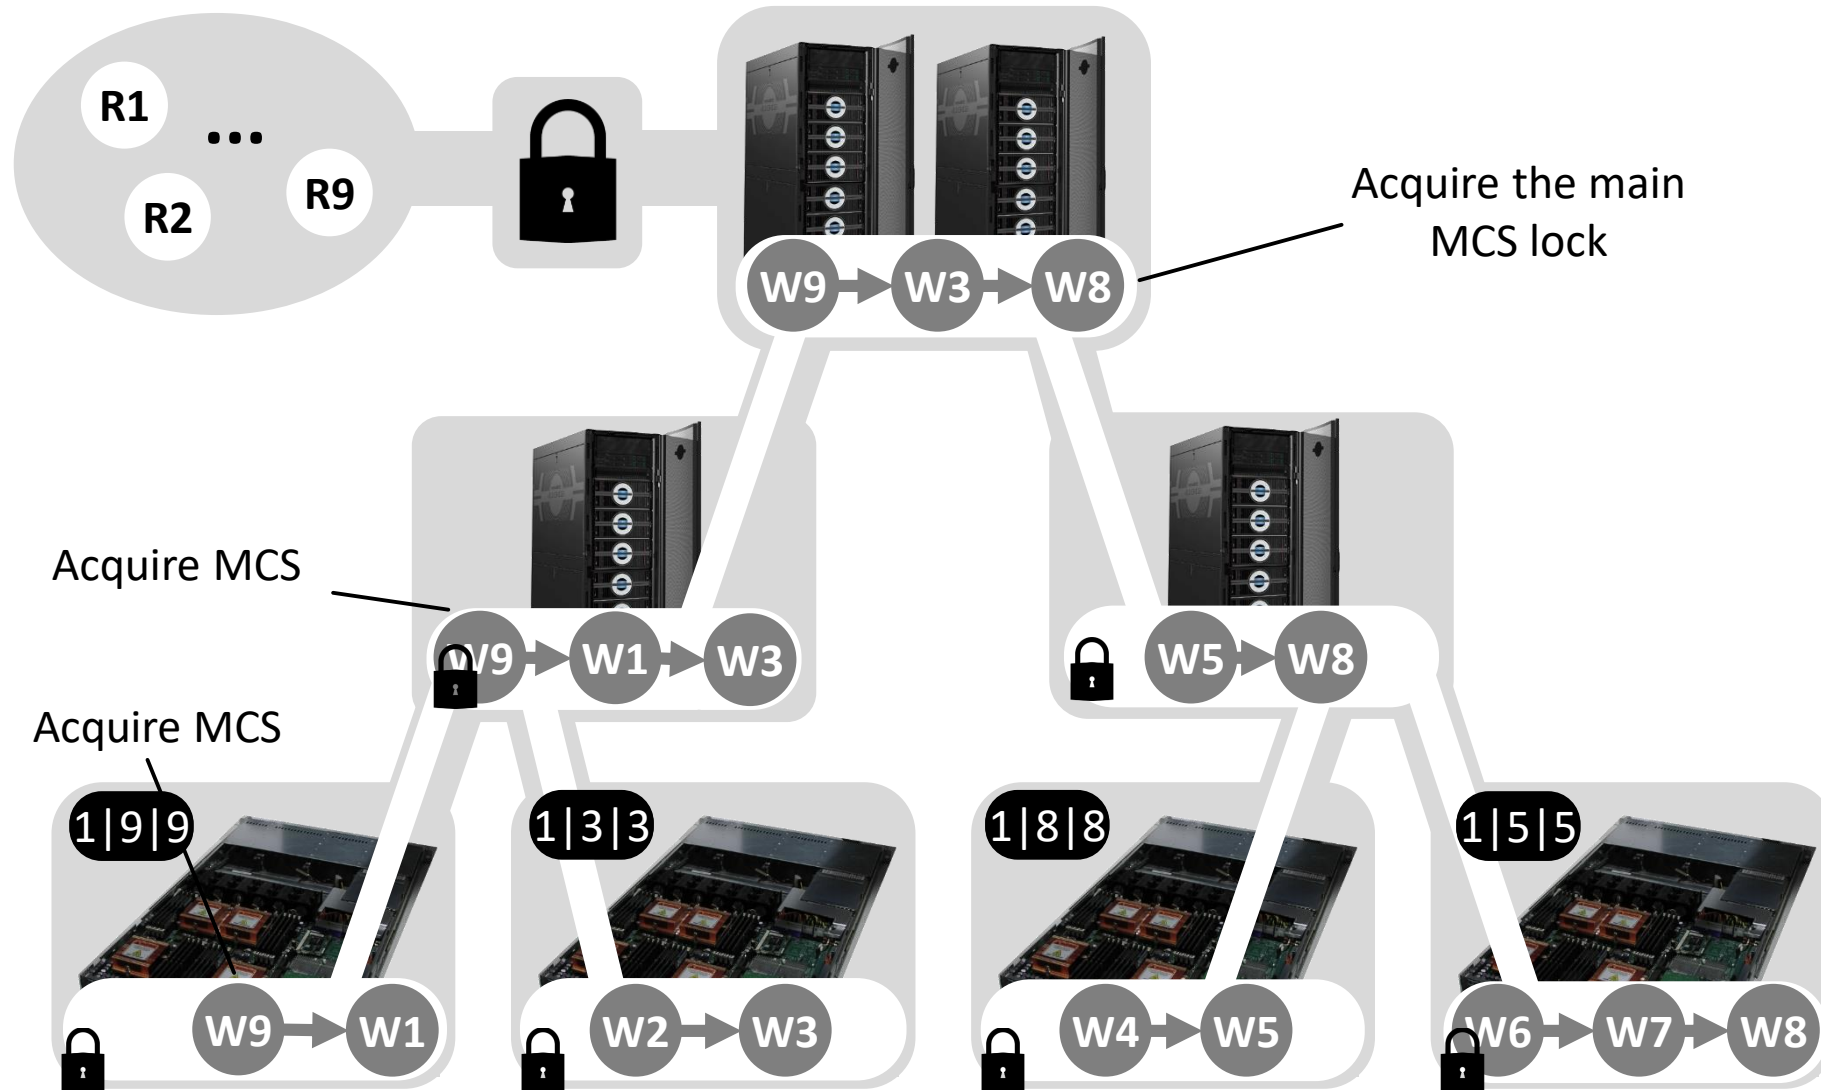 R1
...
R2
R9
W9
W3
W8
Acquire the main
MCS lock
Acquire MCS
W9
W1
W3
W5
W8
Acquire MCS
1|9|9
1|3|3
1|8|8
1|5|5
W9
W1
W2
W3
W4
W5
W6
W7
W8